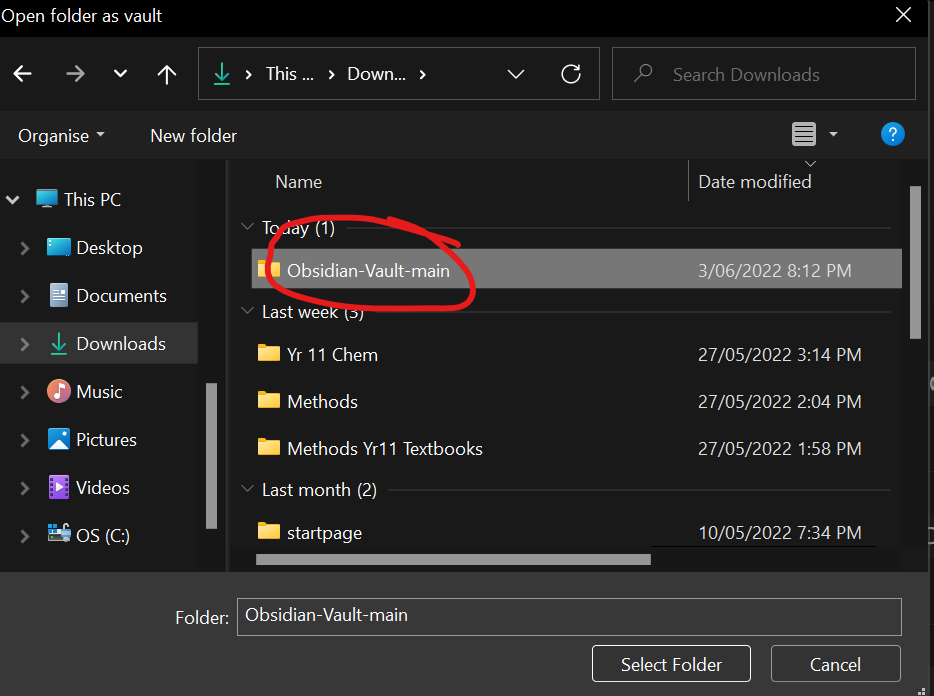 Open folder as vault
This ... Down... Search Downloads
Organise New folder
Name Date modified
This PC
Desktop
Documents
Downloads
Music
Pictures
Videos
OS (C:)
Today (1)
Obsidian-Vault-main 3/06/2022 8:12 PM
Last week (3)
Yr 11 Chem 27/05/2022 3:14 PM
Methods 27/05/2022 2:04 PM
Methods Yr11 Textbooks 27/05/2022 1:58 PM
Last month (2)
startpage 10/05/2022 7:34 PM
Folder: Obsidian-Vault-main
Select Folder Cancel